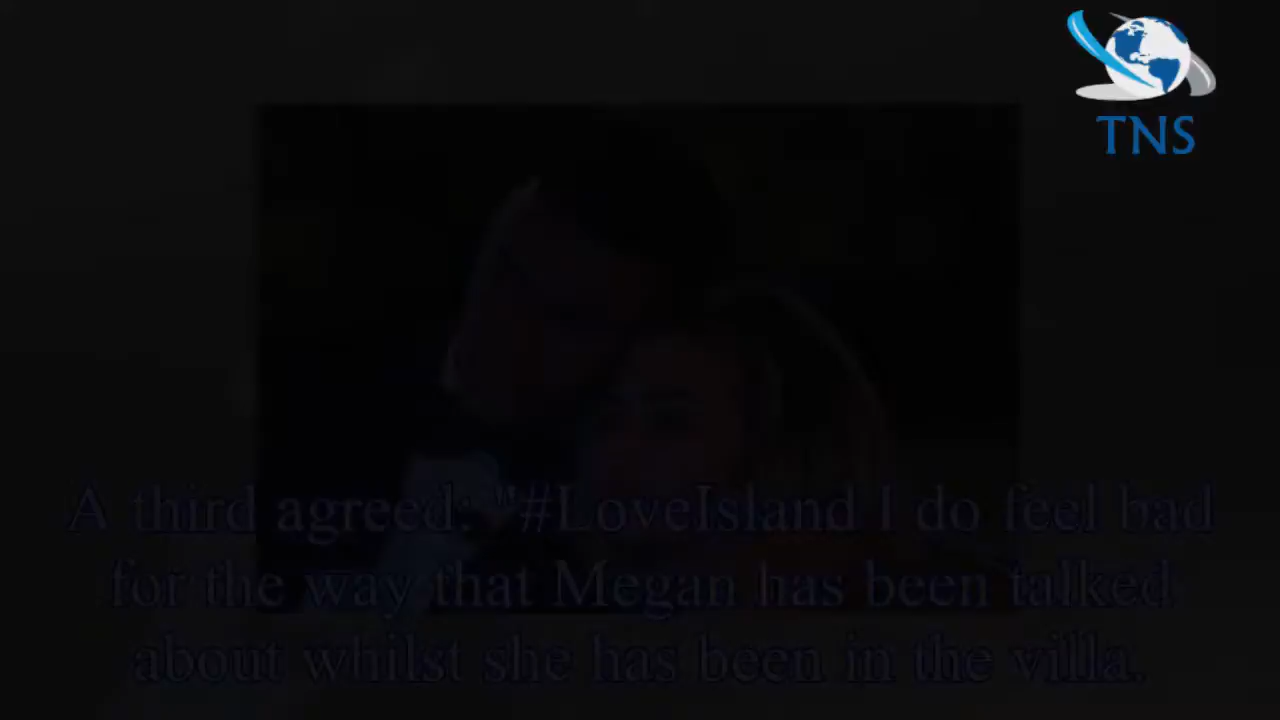 TNS
A third agreed: "#LoveIsland I do feel bad
for the way that Megan has been talked
about whilst she has been in the villa.